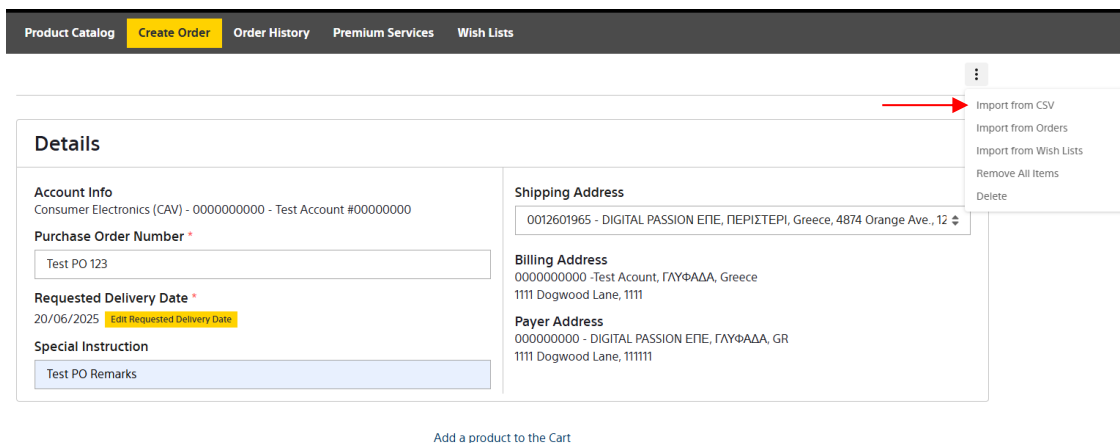 Product Catalog Create Order Order History Premium Services Wish Lists
Import from CSV
Import from Orders
Import from Wish Lists
Remove All Items
Delete
Details
Account Info
Consumer Electronics (CAV) - 0000000000 - Test Account #00000000
Purchase Order Number *
Test PO 123
Requested Delivery Date *
20/06/2025 Edit Requested Delivery Date
Special Instruction
Test PO Remarks
Shipping Address
0012601965 - DIGITAL PASSION ΕΠΕ, ΠΕΡΙΣΤΕΡΙ, Greece, 4874 Orange Ave., 12
Billing Address
0000000000 -Test Acount, ΓΛΥΦΑΔΑ, Greece
1111 Dogwood Lane, 1111
Payer Address
000000000 - DIGITAL PASSION ΕΠΕ, ΓΛΥΦΑΔΑ, GR
1111 Dogwood Lane, 111111
Add a product to the Cart